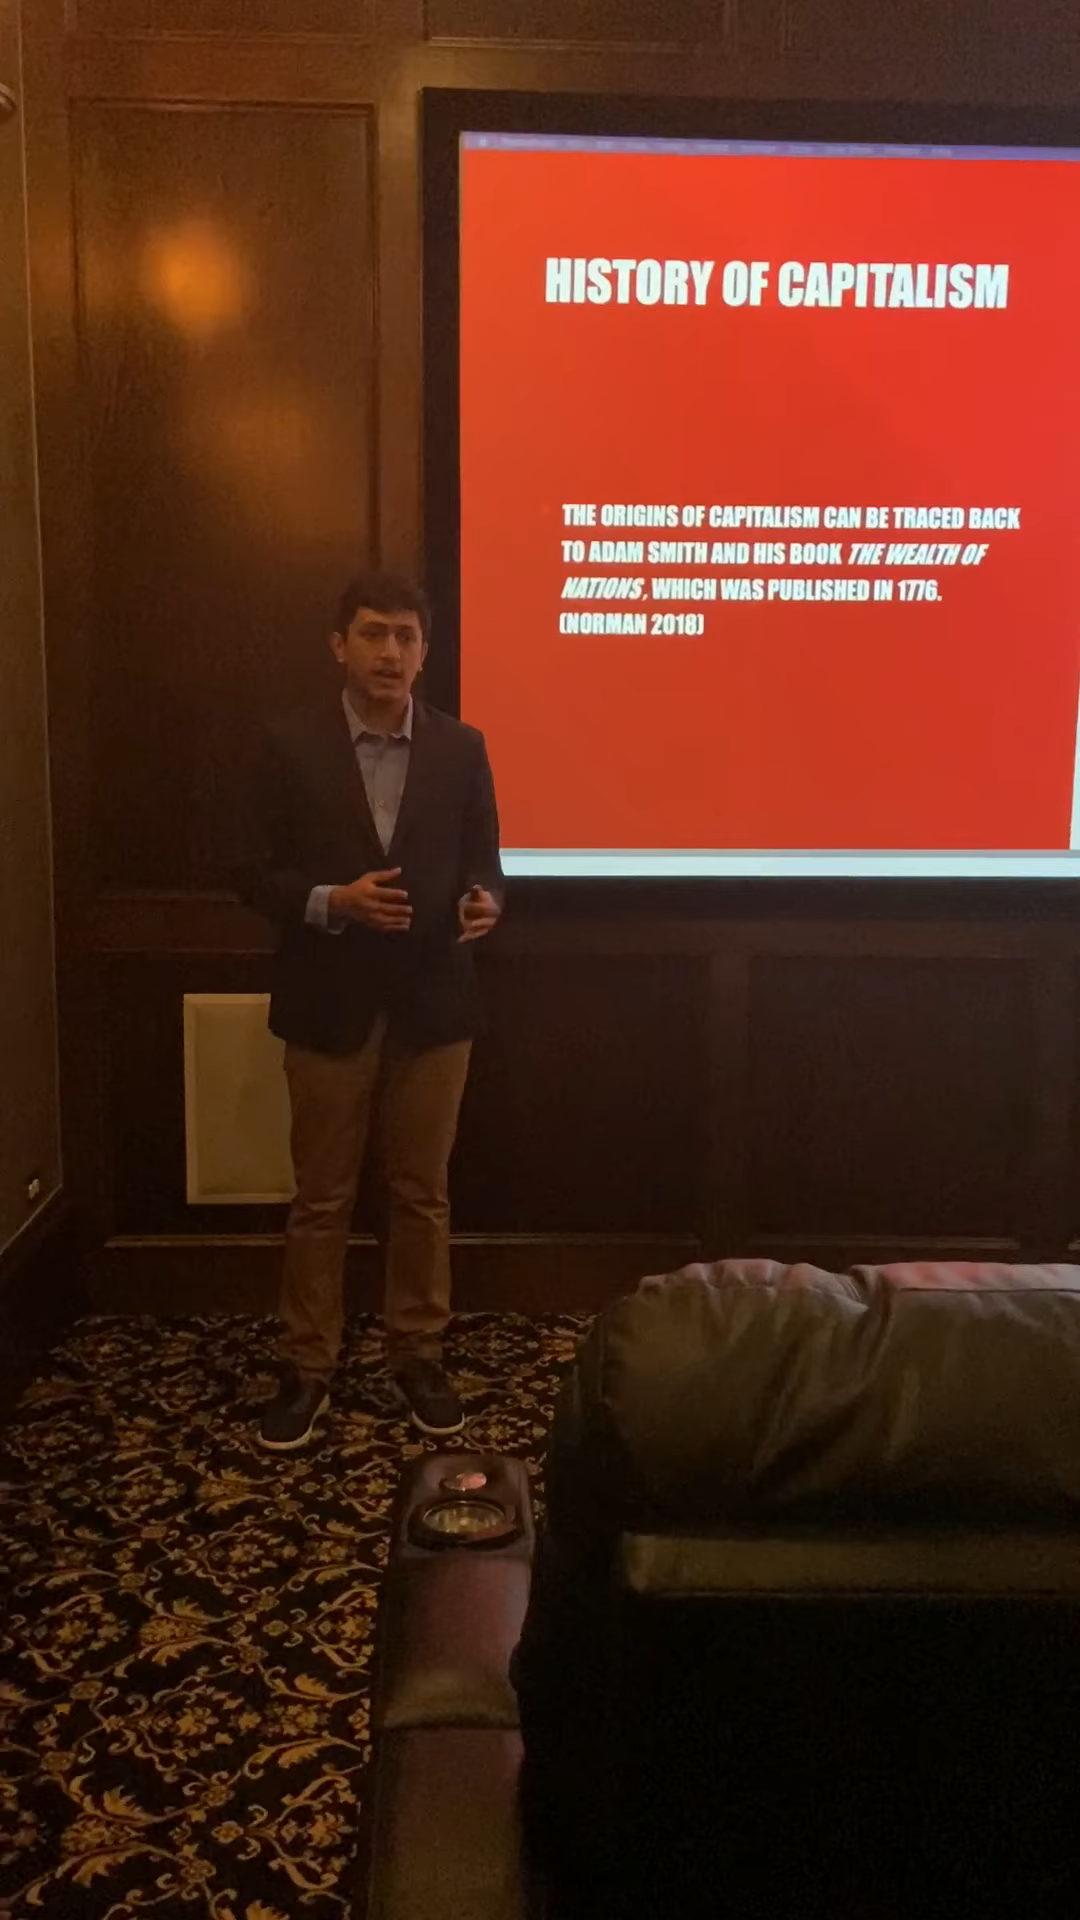 HISTORY OF CAPITALISM
THE ORIGINS OF CAPITALISM CAN BE TRACED BACK
TO ADAM SMITH AND HIS BOOK THE WEALTH OF
NATIONS, WHICH WAS PUBLISHED IN 1776.
(NORMAN 2018)